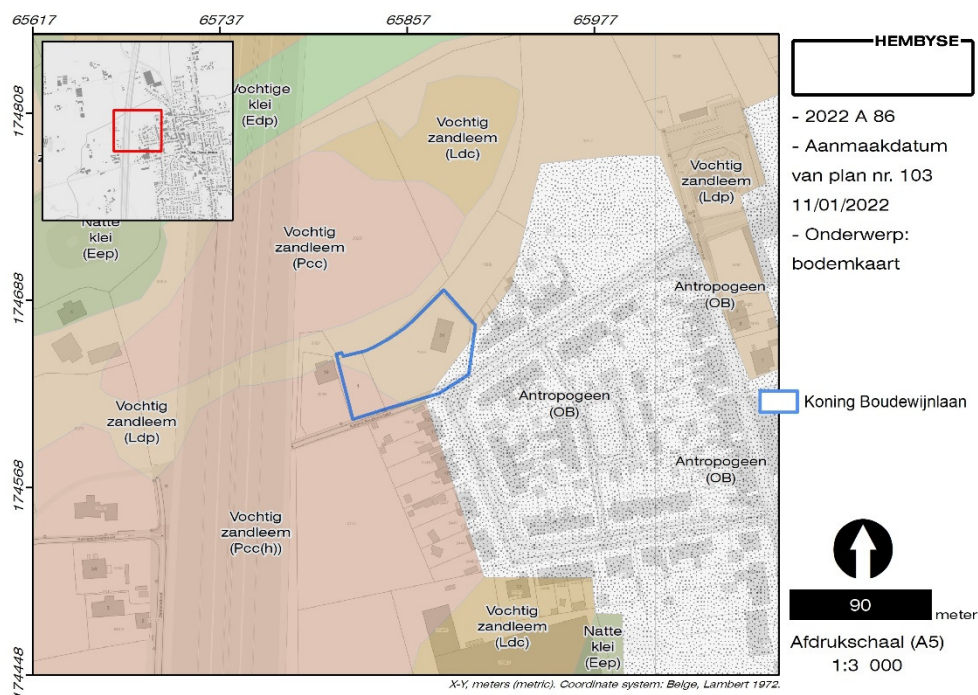 65617
65737
65857
65977
174808
174688
174568
174448
Vochtige
klei
(Edp)
Vochtig
zandleem
(Ldc)
Vochtig
zandleem
(Ldp)
Natte
klei
(Eep)
Vochtig
zandleem
(Pcc)
Antropogeen
(OB)
Vochtig
zandleem
(Ldp)
Antropogeen
(OB)
Antropogeen
(OB)
Vochtig
zandleem
(Pcc(h))
Vochtig
zandleem
(Ldc)
Natte
klei
(Eep)
X-Y, meters (metric). Coordinate system: Belge, Lambert 1972.
HEMBYSE
- 2022 A 86
- Aanmaakdatum
van plan nr. 103
11/01/2022
- Onderwerp:
bodemkaart
Koning Boudewijnlaan
90
meter
Afdrukschaal (A5)
1:3 000